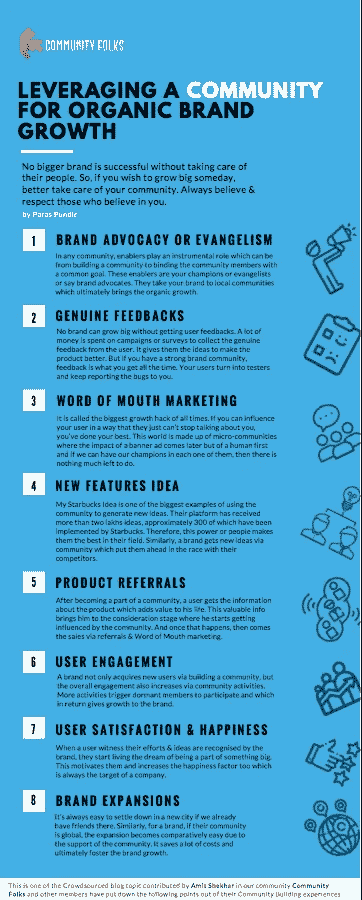 COMMUNITY FOLKS
LEVERAGING A COMMUNITY
FOR ORGANIC BRAND
GROWTH
No bigger brand is successful without taking care of
their people. So, if you wish to grow big someday,
better take care of your community. Always believe &
respect those who believe in you.
by Paras Pundir
1 BRAND ADVOCACY OR EVANGELISM
In any community, enablers play an instrumental role which can be
from building a community to binding the community members with
a common goal. These enablers are your champions or evangelists
or say brand advocates. They take your brand to local communities
which ultimately brings the organic growth.
2 GENUINE FEEDBACKS
No brand can grow big without getting user feedbacks. A lot of
money is spent on campaigns or surveys to collect the genuine
feedback from the user. It gives them the ideas to make the
product better. But if you have a strong brand community,
feedback is what you get all the time. Your users turn into testers
and keep reporting the bugs to you.
3 WORD OF MOUTH MARKETING
It is called the biggest growth hack of all times. If you can influence
your user in a way that they just can't stop talking about you,
you've done your best. This world is made up of micro-communities
where the impact of a banner ad comes later but of a human first
and if we can have our champions in each one of them, then there is
nothing much left to do.
4 NEW FEATURES IDEA
My Starbucks Idea is one of the biggest examples of using the
community to generate new ideas. Their platform has received
more than two lakhs ideas, approximately 300 of which have been
implemented by Starbucks. Therefore, this power or people makes
them the best in their field. Similarly, a brand gets new ideas via
community which put them ahead in the race with their
competitors.
5 PRODUCT REFERRALS
After becoming a part of a community, a user gets the information
about the product which adds value to his life. This valuable info
brings him to the consideration stage where he starts getting
influenced by the community. And once that happens, then comes
the sales via referrals & Word of Mouth marketing.
6 USER ENGAGEMENT
A brand not only acquires new users via building a community, but
the overall engagement also increases via community activities.
More activities trigger dormant members to participate and which
in return gives growth to the brand.
7 USER SATISFACTION & HAPPINESS
When a user witness their efforts & ideas are recognised by the
brand, they start living the dream of being a part of something big.
This motivates them and increases the happiness factor too which
is always the target of a company.
8 BRAND EXPANSIONS
It's always easy to settle down in a new city if we already
have friends there. Similarly, for a brand, if their community
is global, the expansion becomes comparatively easy due to
the support of the community. It saves a lot of costs and
ultimately foster the brand growth.
This is one of the Crowdsourced blog topic contributed by Amit Shekhar in our community Community
Folks and other members have put down the following points out of their Community Building experiences